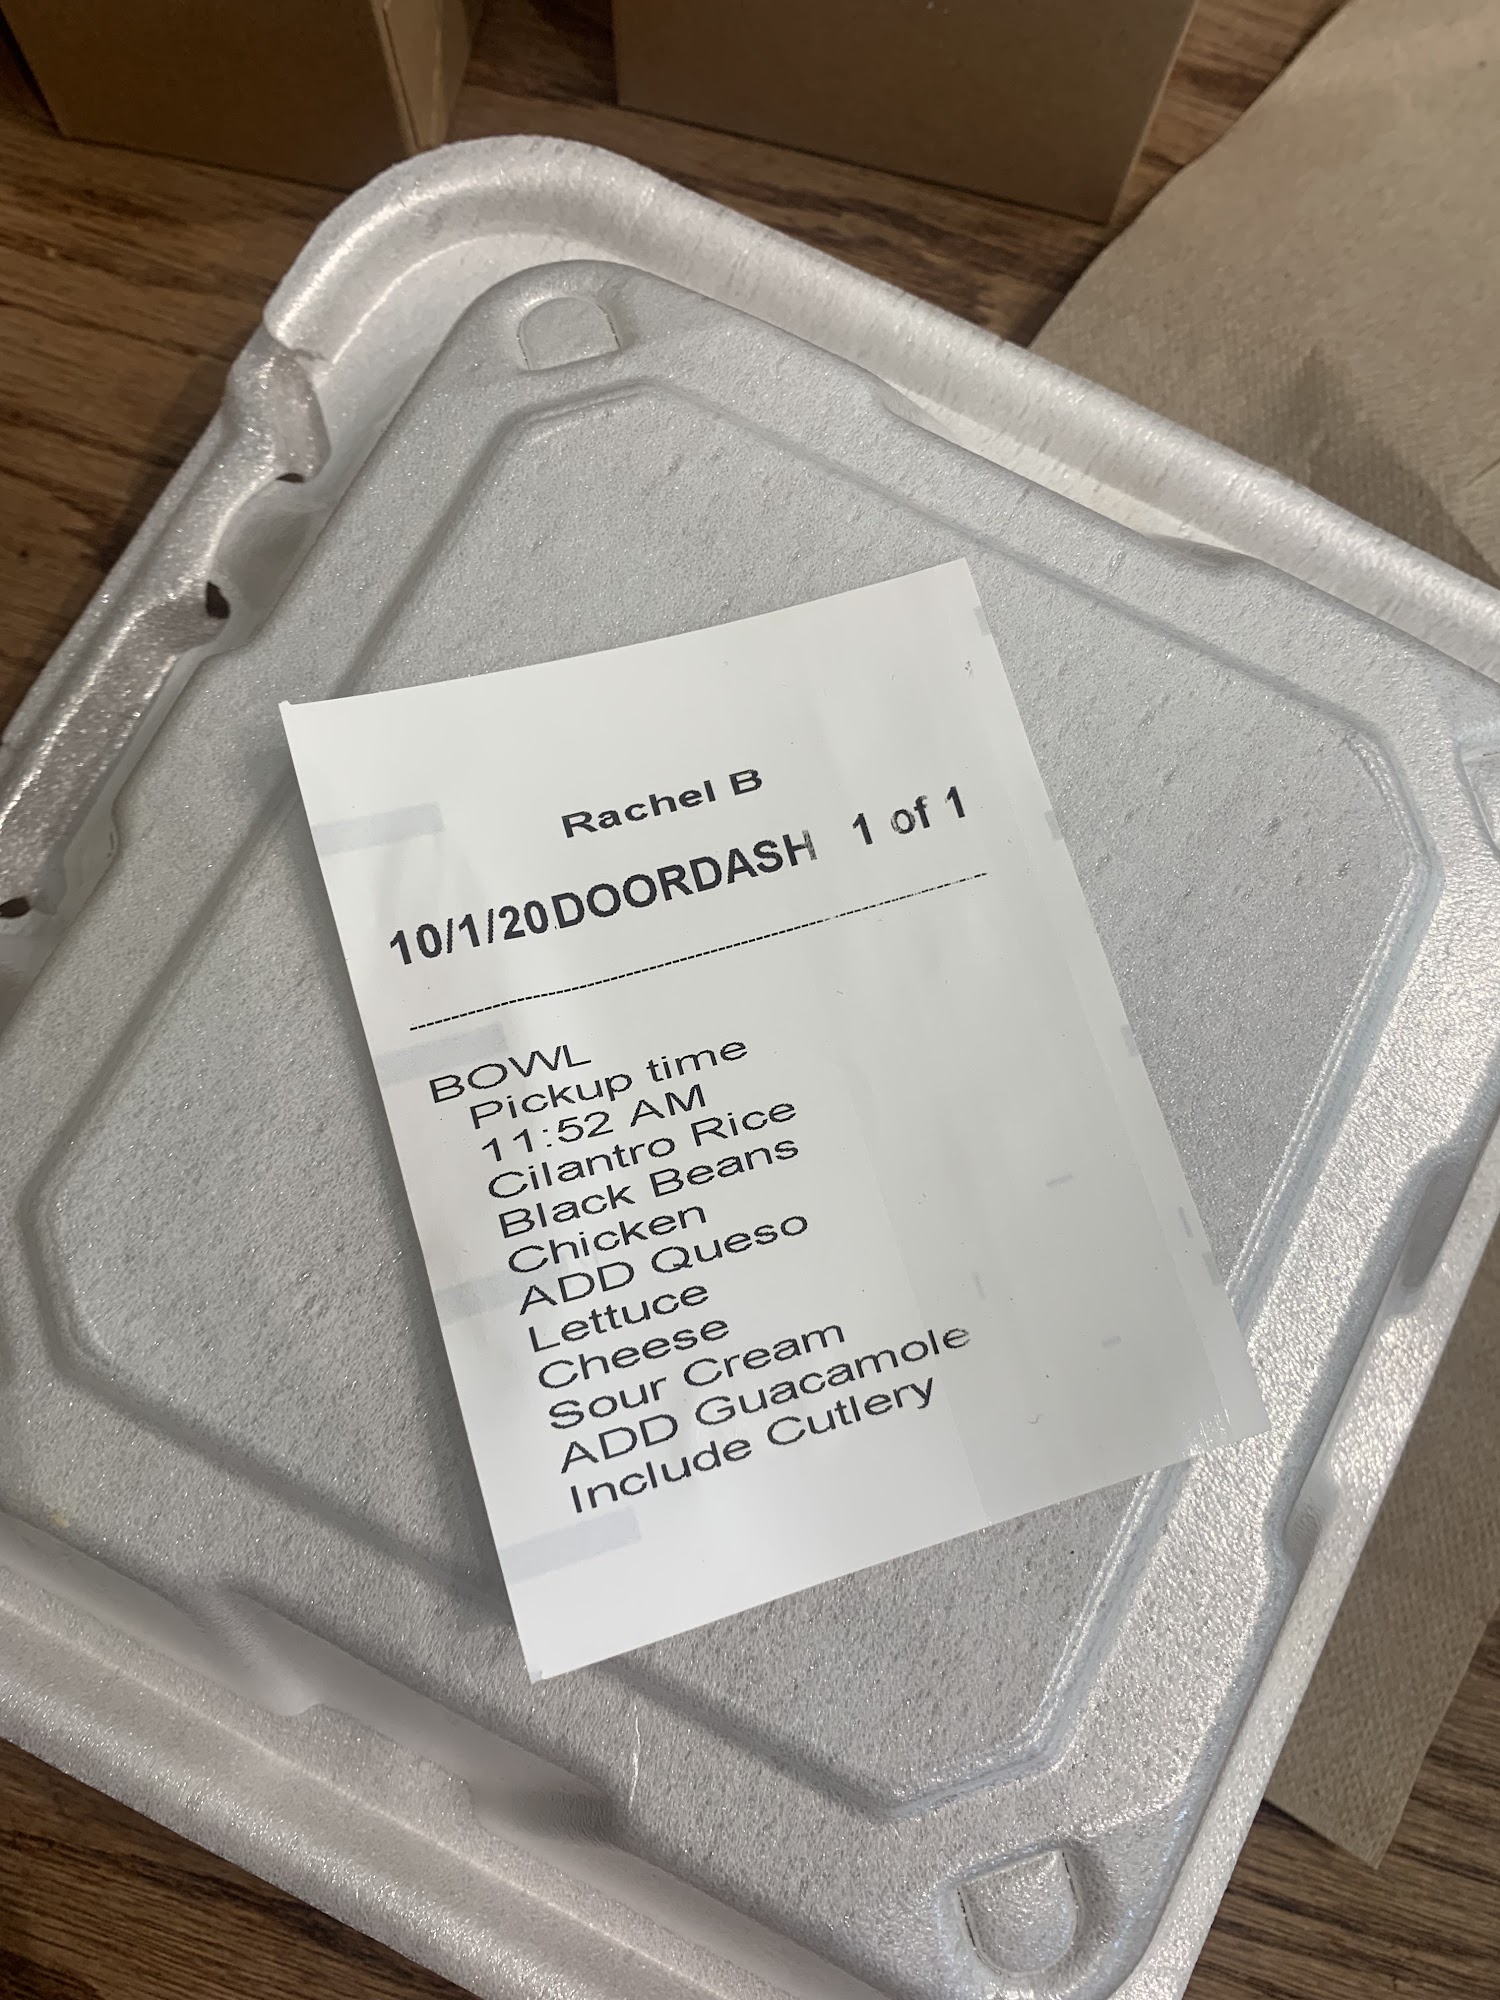 Rachel B
10/1/20DOORDASH 1 of 1
BOWL
Pickup time
11:52 AM
Cilantro Rice
Black Beans
Chicken
ADD Queso
Lettuce
Cheese
Sour Cream
ADD Guacamole
Include Cutlery